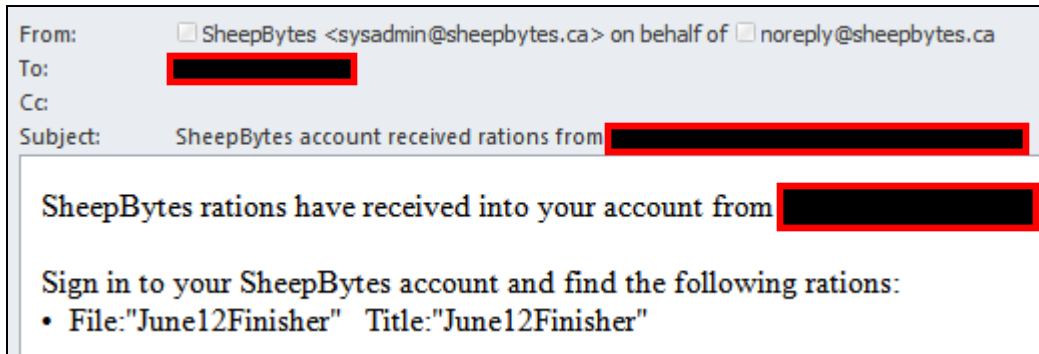 From: SheepBytes <sysadmin@sheepbytes.ca> on behalf of noreply@sheepbytes.ca
To:
Cc:
Subject: SheepBytes account received rations from
SheepBytes rations have received into your account from
Sign in to your SheepBytes account and find the following rations:
• File:"June12Finisher" Title:"June12Finisher"